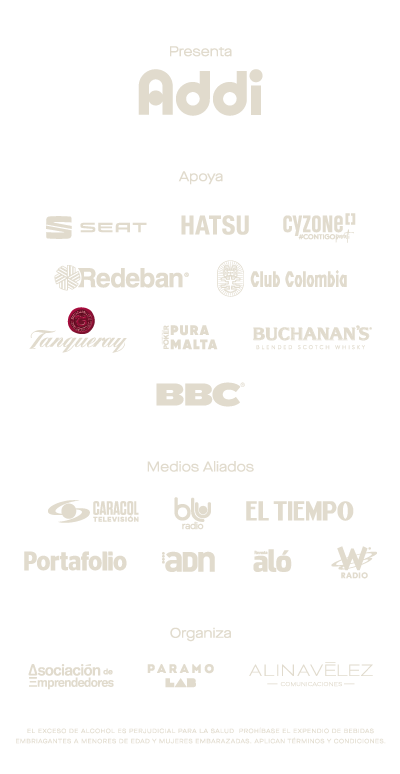 Presenta
Addi
Apoya
SEAT HATSU CYZONE
#CONTIGO
Redeban® Club Colombia
Tanqueray PÓKER PURA MALTA BUCHANAN'S
BLENDED SCOTCH WHISKY
BBC®
Medios Aliados
CARACOL TELEVISIÓN blu radio EL TIEMPO
Portafolio aDN aló W RADIO
Organiza
Asociación de Emprendedores PARAMO LAB ALINAVÉLEZ
COMUNICACIONES
EL EXCESO DE ALCOHOL ES PERJUDICIAL PARA LA SALUD PROHÍBASE EL EXPENDIO DE BEBIDAS
EMBRIAGANTES A MENORES DE EDAD Y MUJERES EMBARAZADAS. APLICAN TÉRMINOS Y CONDICIONES.